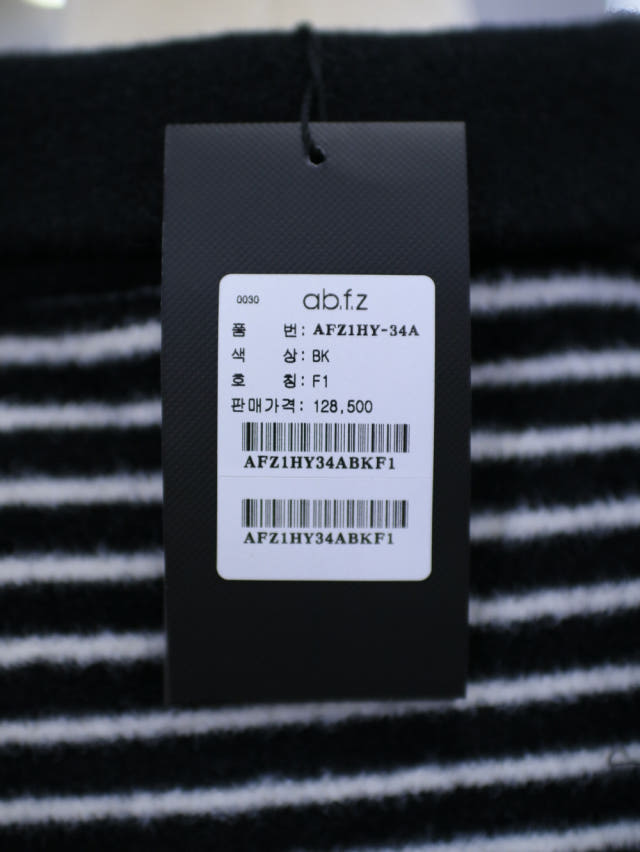 0030 ab.f.z
품 번: AFZ1HY-34A
색 상: BK
호 칭: F1
판매가격: 128,500
AFZ1HY34ABKF1
AFZ1HY34ABKF1